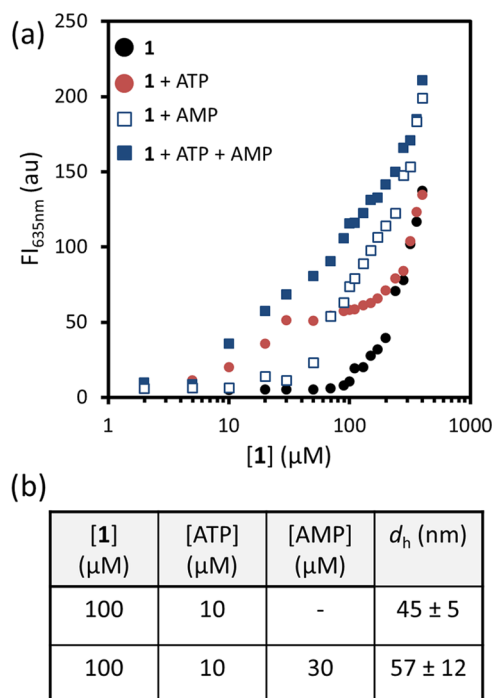 (a)
250
200
150
100
50
0
FI635nm (au)
1
1 + ATP
1 + AMP
1 + ATP + AMP
1 10 100 1000
[1] (μM)
(b)
[1] (μM) [ATP] (μM) [AMP] (μM) dh (nm)
100 10 - 45 ± 5
100 10 30 57 ± 12